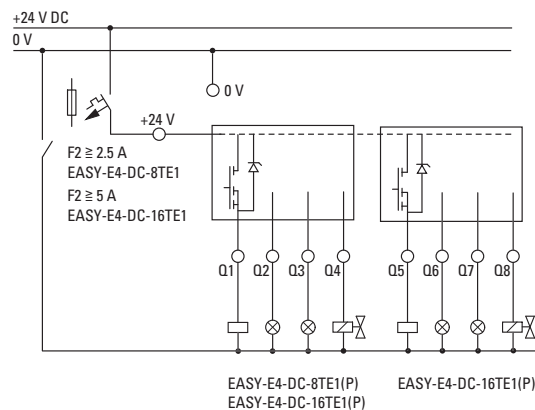 +24 V DC
0 V
0 V
+24 V
F2 ≧ 2.5 A
EASY-E4-DC-8TE1
F2 ≧ 5 A
EASY-E4-DC-16TE1
Q1 Q2 Q3 Q4 Q5 Q6 Q7 Q8
EASY-E4-DC-8TE1(P) EASY-E4-DC-16TE1(P)
EASY-E4-DC-16TE1(P)